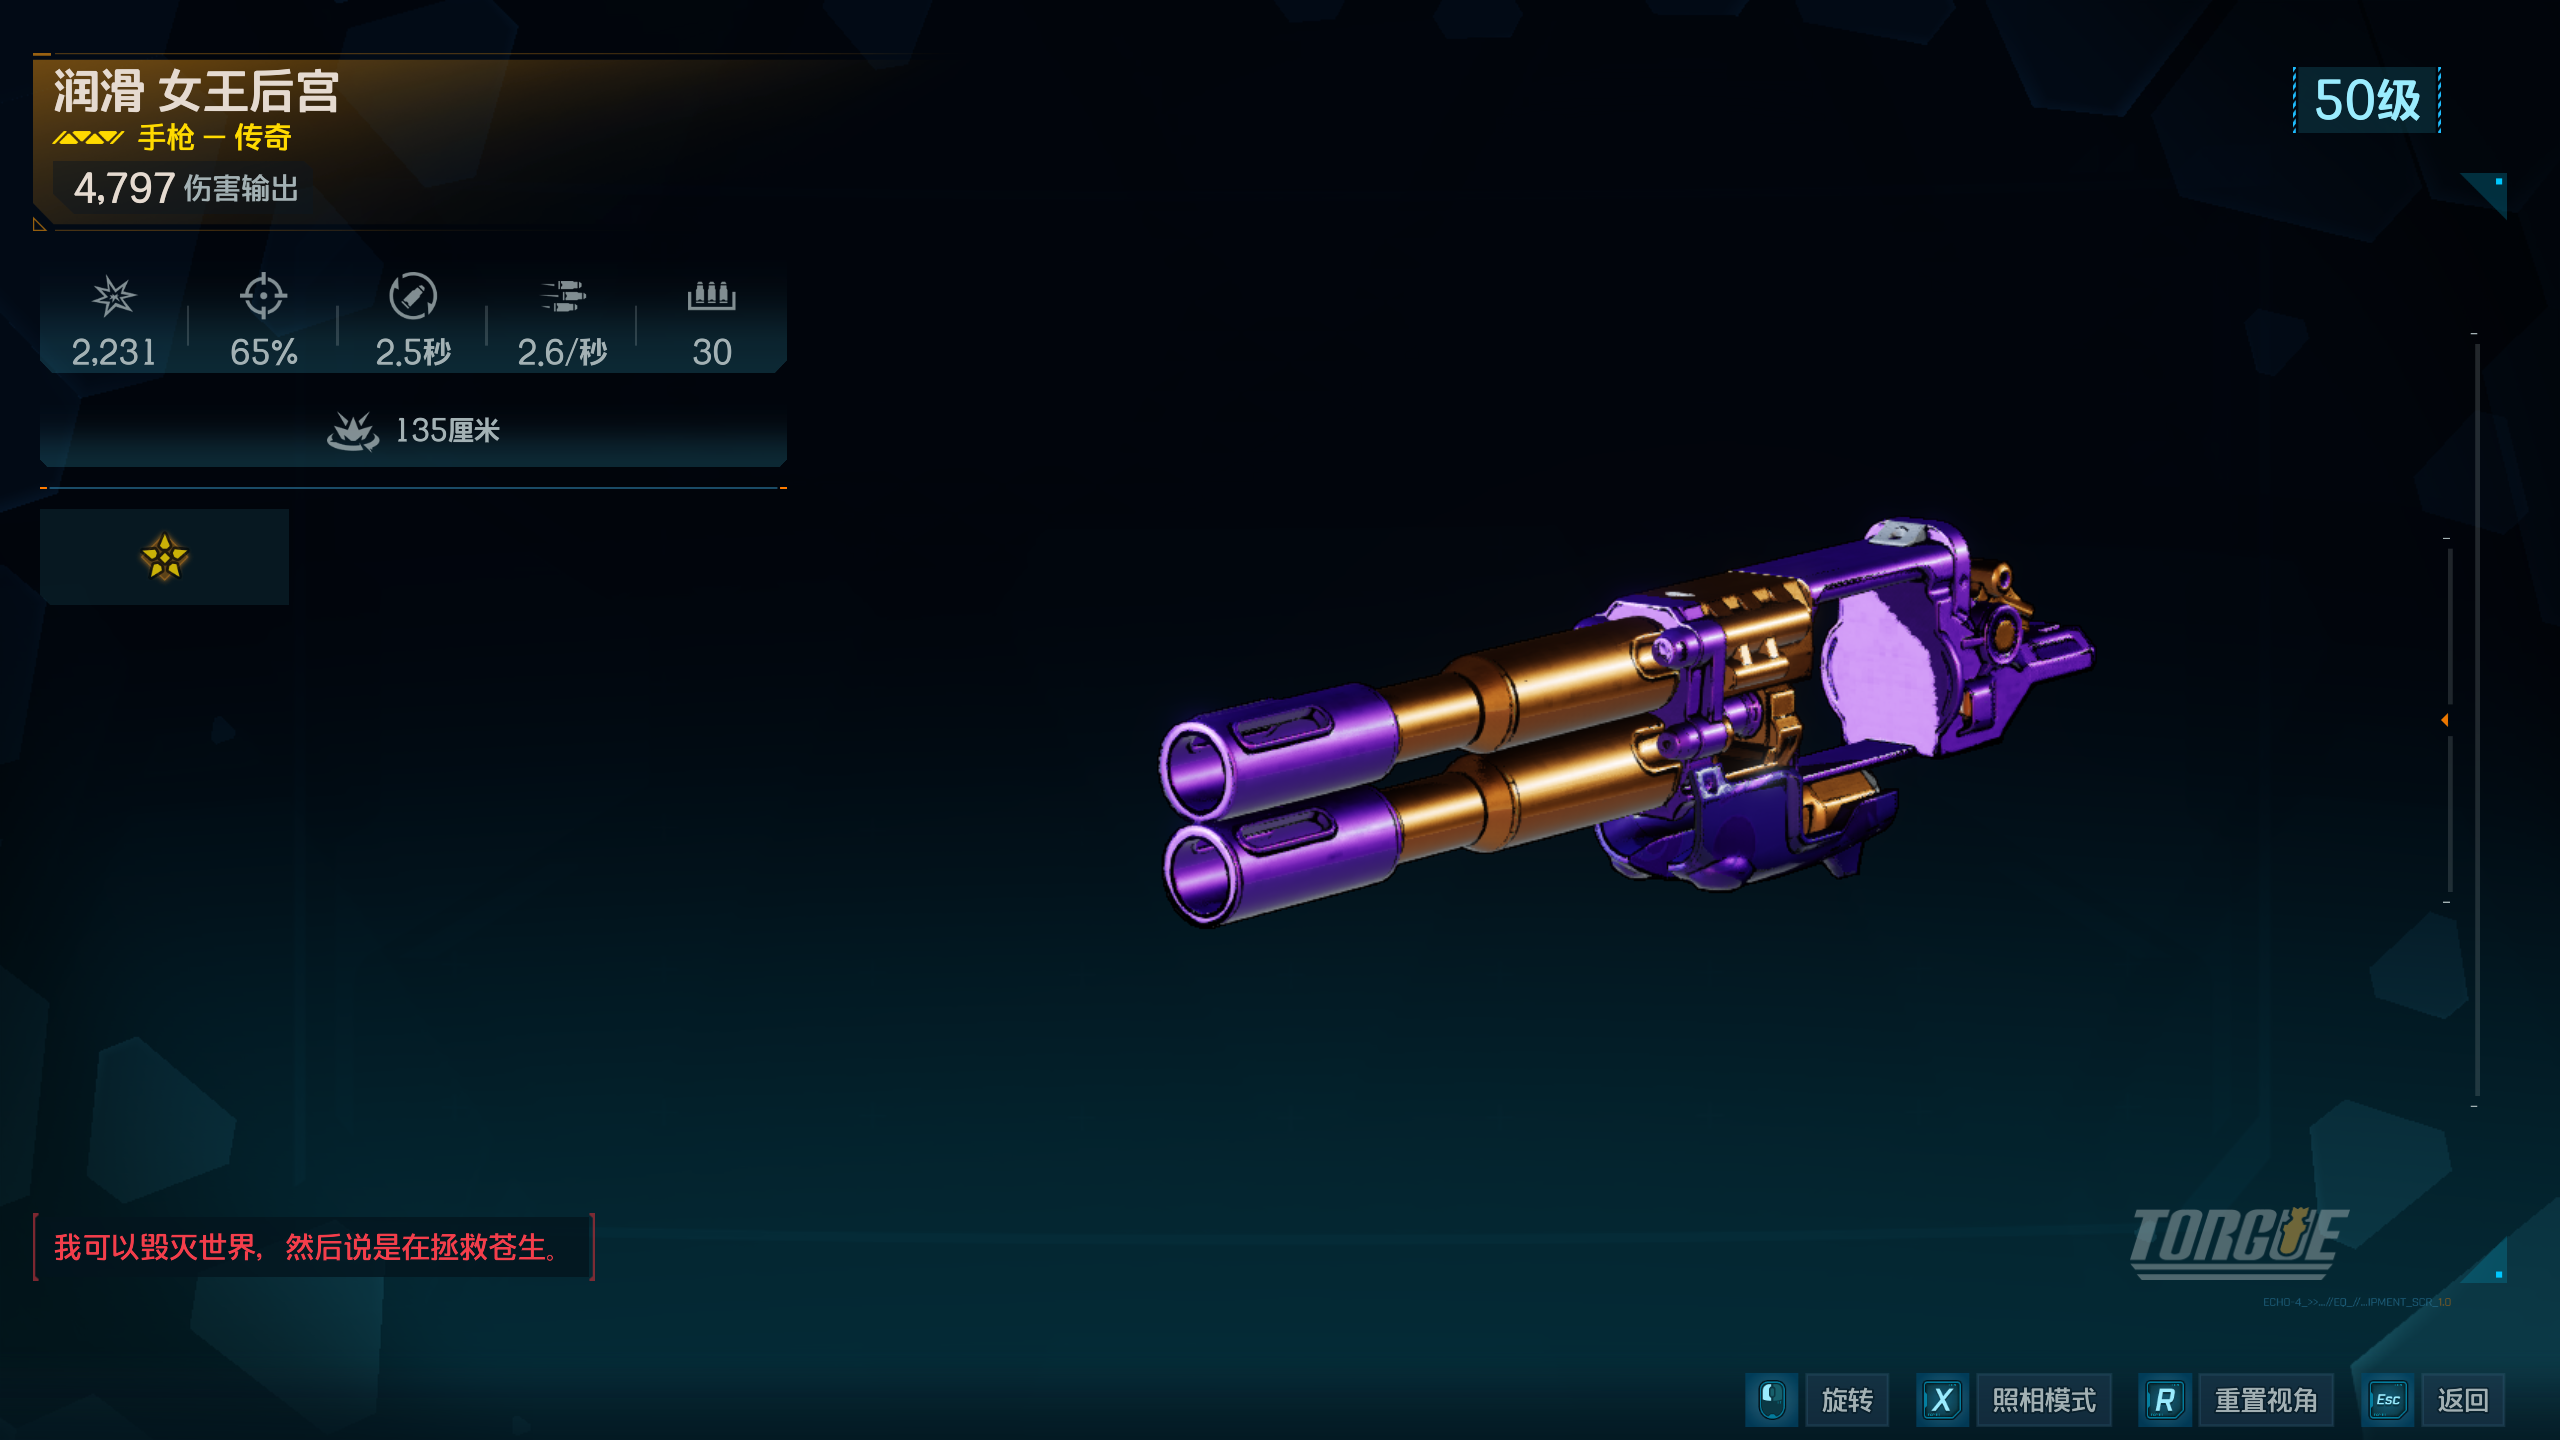 润滑 女王后宫
手枪 — 传奇
4,797 伤害输出
50级
2,231
65%
2.5秒
2.6/秒
30
135厘米
我可以毁灭世界，然后说是在拯救苍生。
TORGUE
ECHO-4_>>...//EQ_//...IPMENT_SCR_1.0
旋转
X 照相模式
R 重置视角
Esc 返回